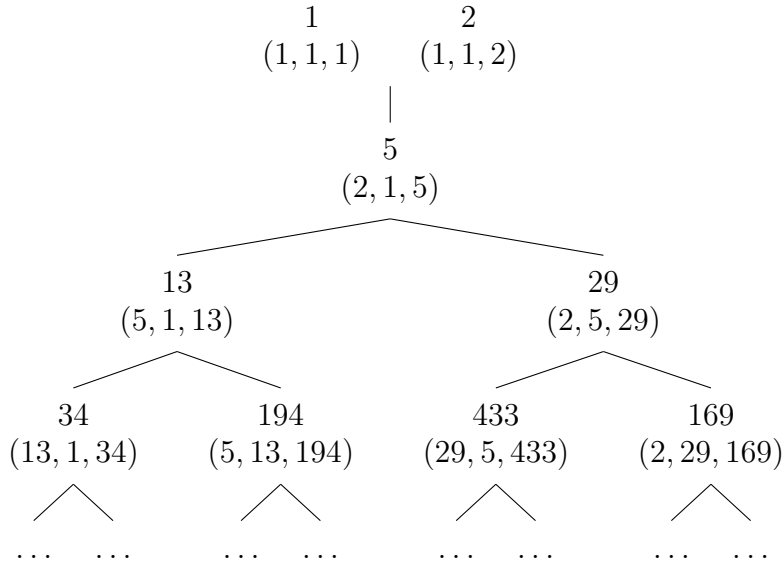 1 2
(1, 1, 1) (1, 1, 2)
5
(2, 1, 5)
13 29
(5, 1, 13) (2, 5, 29)
34 194 433 169
(13, 1, 34) (5, 13, 194) (29, 5, 433) (2, 29, 169)
... ... ... ... ... ... ... ...